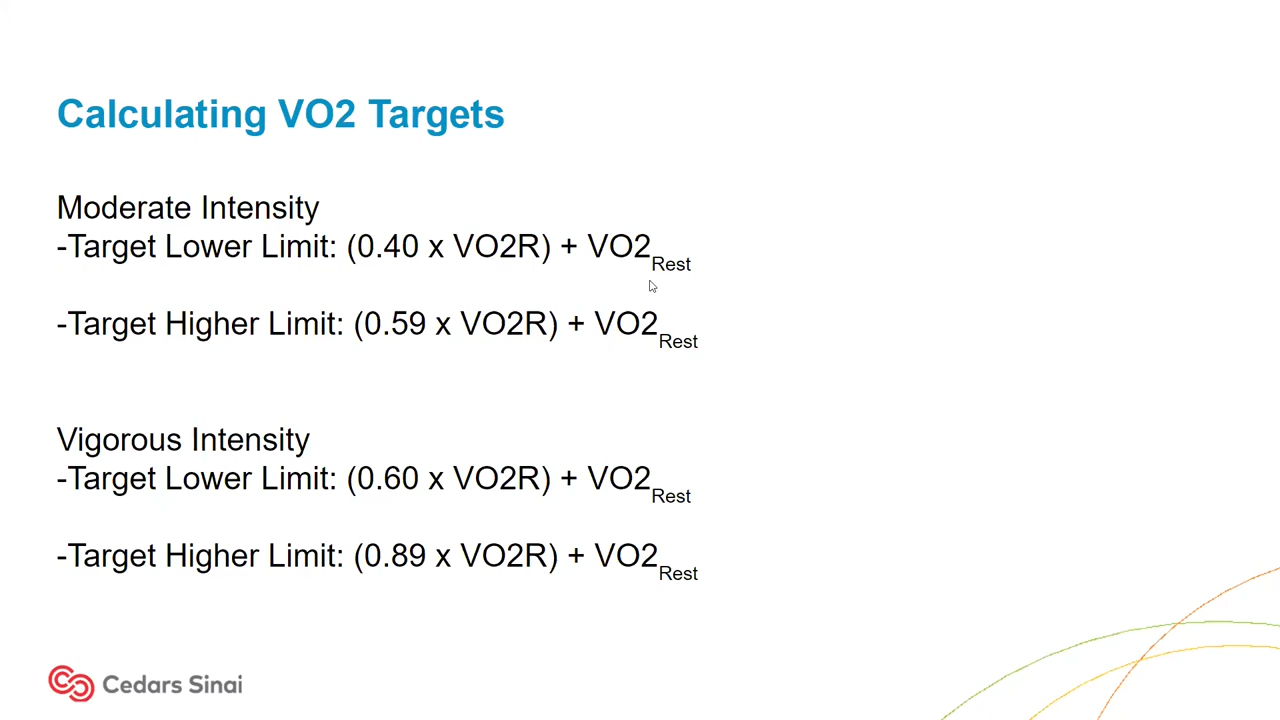 Calculating VO2 Targets
Moderate Intensity
-Target Lower Limit: (0.40 x VO2R) + VO2Rest
-Target Higher Limit: (0.59 x VO2R) + VO2Rest
Vigorous Intensity
-Target Lower Limit: (0.60 x VO2R) + VO2Rest
-Target Higher Limit: (0.89 x VO2R) + VO2Rest
Cedars Sinai